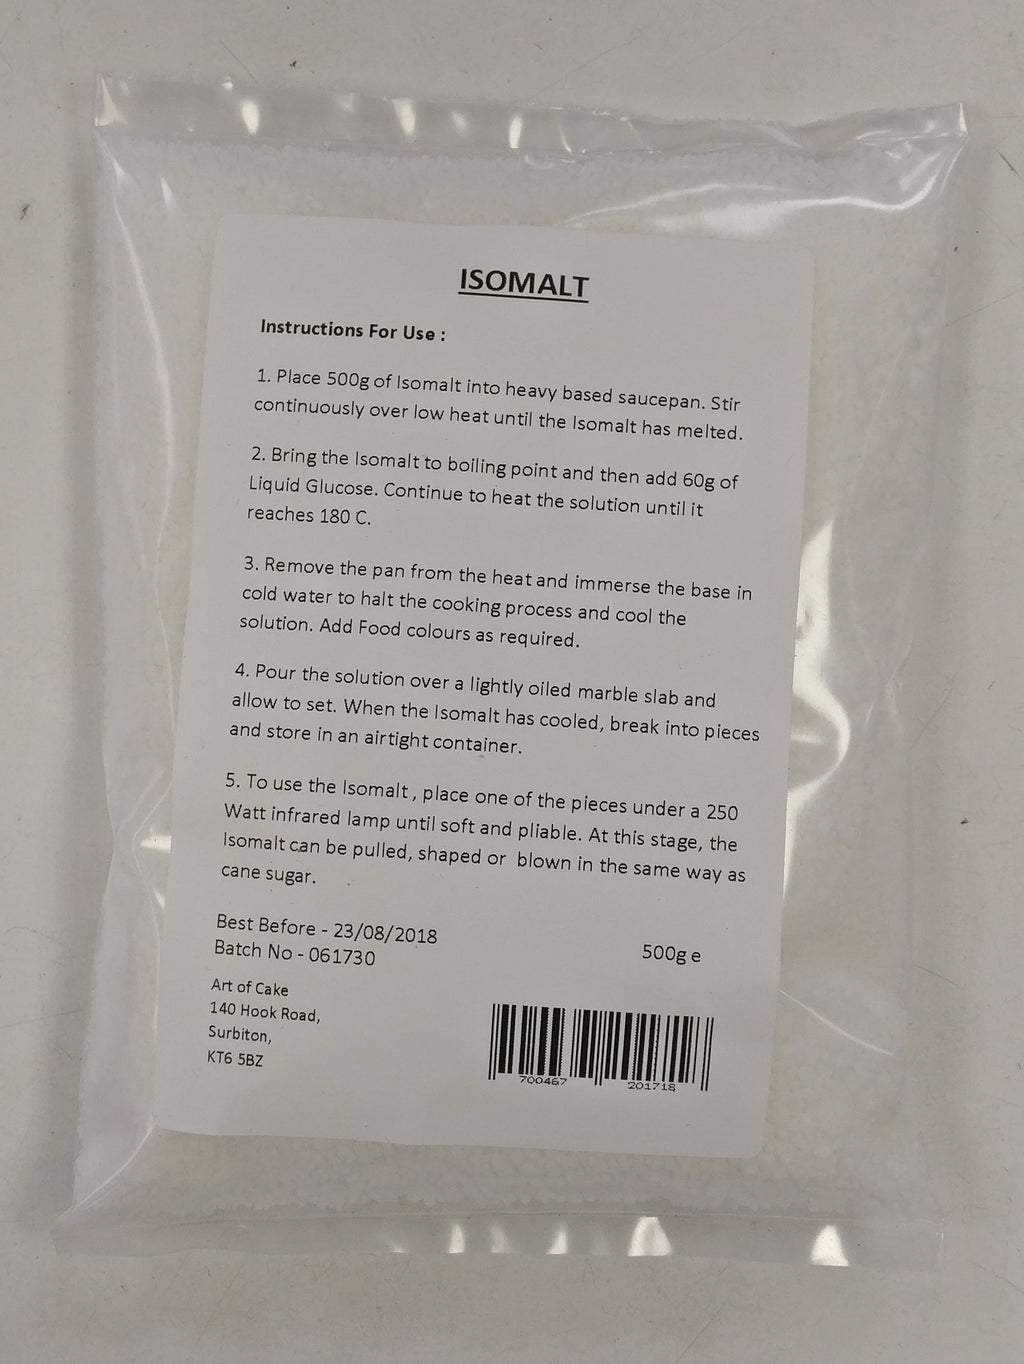 ISOMALT
Instructions For Use :
1. Place 500g of Isomalt into heavy based saucepan. Stir
continuously over low heat until the Isomalt has melted.
2. Bring the Isomalt to boiling point and then add 60g of
Liquid Glucose. Continue to heat the solution until it
reaches 180 C.
3. Remove the pan from the heat and immerse the base in
cold water to halt the cooking process and cool the
solution. Add Food colours as required.
4. Pour the solution over a lightly oiled marble slab and
allow to set. When the Isomalt has cooled, break into pieces
and store in an airtight container.
5. To use the Isomalt , place one of the pieces under a 250
Watt infrared lamp until soft and pliable. At this stage, the
Isomalt can be pulled, shaped or blown in the same way as
cane sugar.
Best Before - 23/08/2018
Batch No - 061730
500g e
Art of Cake
140 Hook Road,
Surbiton,
KT6 5BZ
700467 201718